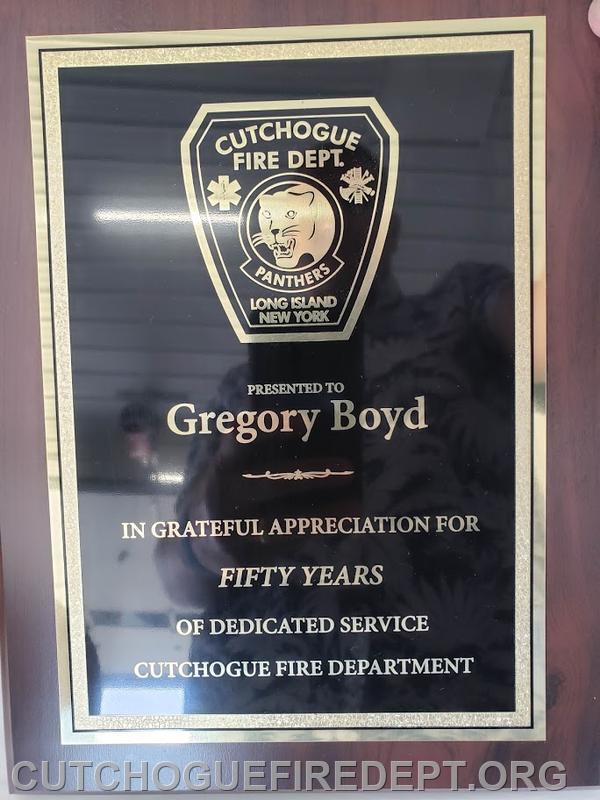 CUTCHOGUE
FIRE DEPT.
PANTHERS
LONG ISLAND
NEW YORK
PRESENTED TO
Gregory Boyd
IN GRATEFUL APPRECIATION FOR
FIFTY YEARS
OF DEDICATED SERVICE
CUTCHOGUE FIRE DEPARTMENT
CUTCHOGUEFIREDEPT.ORG